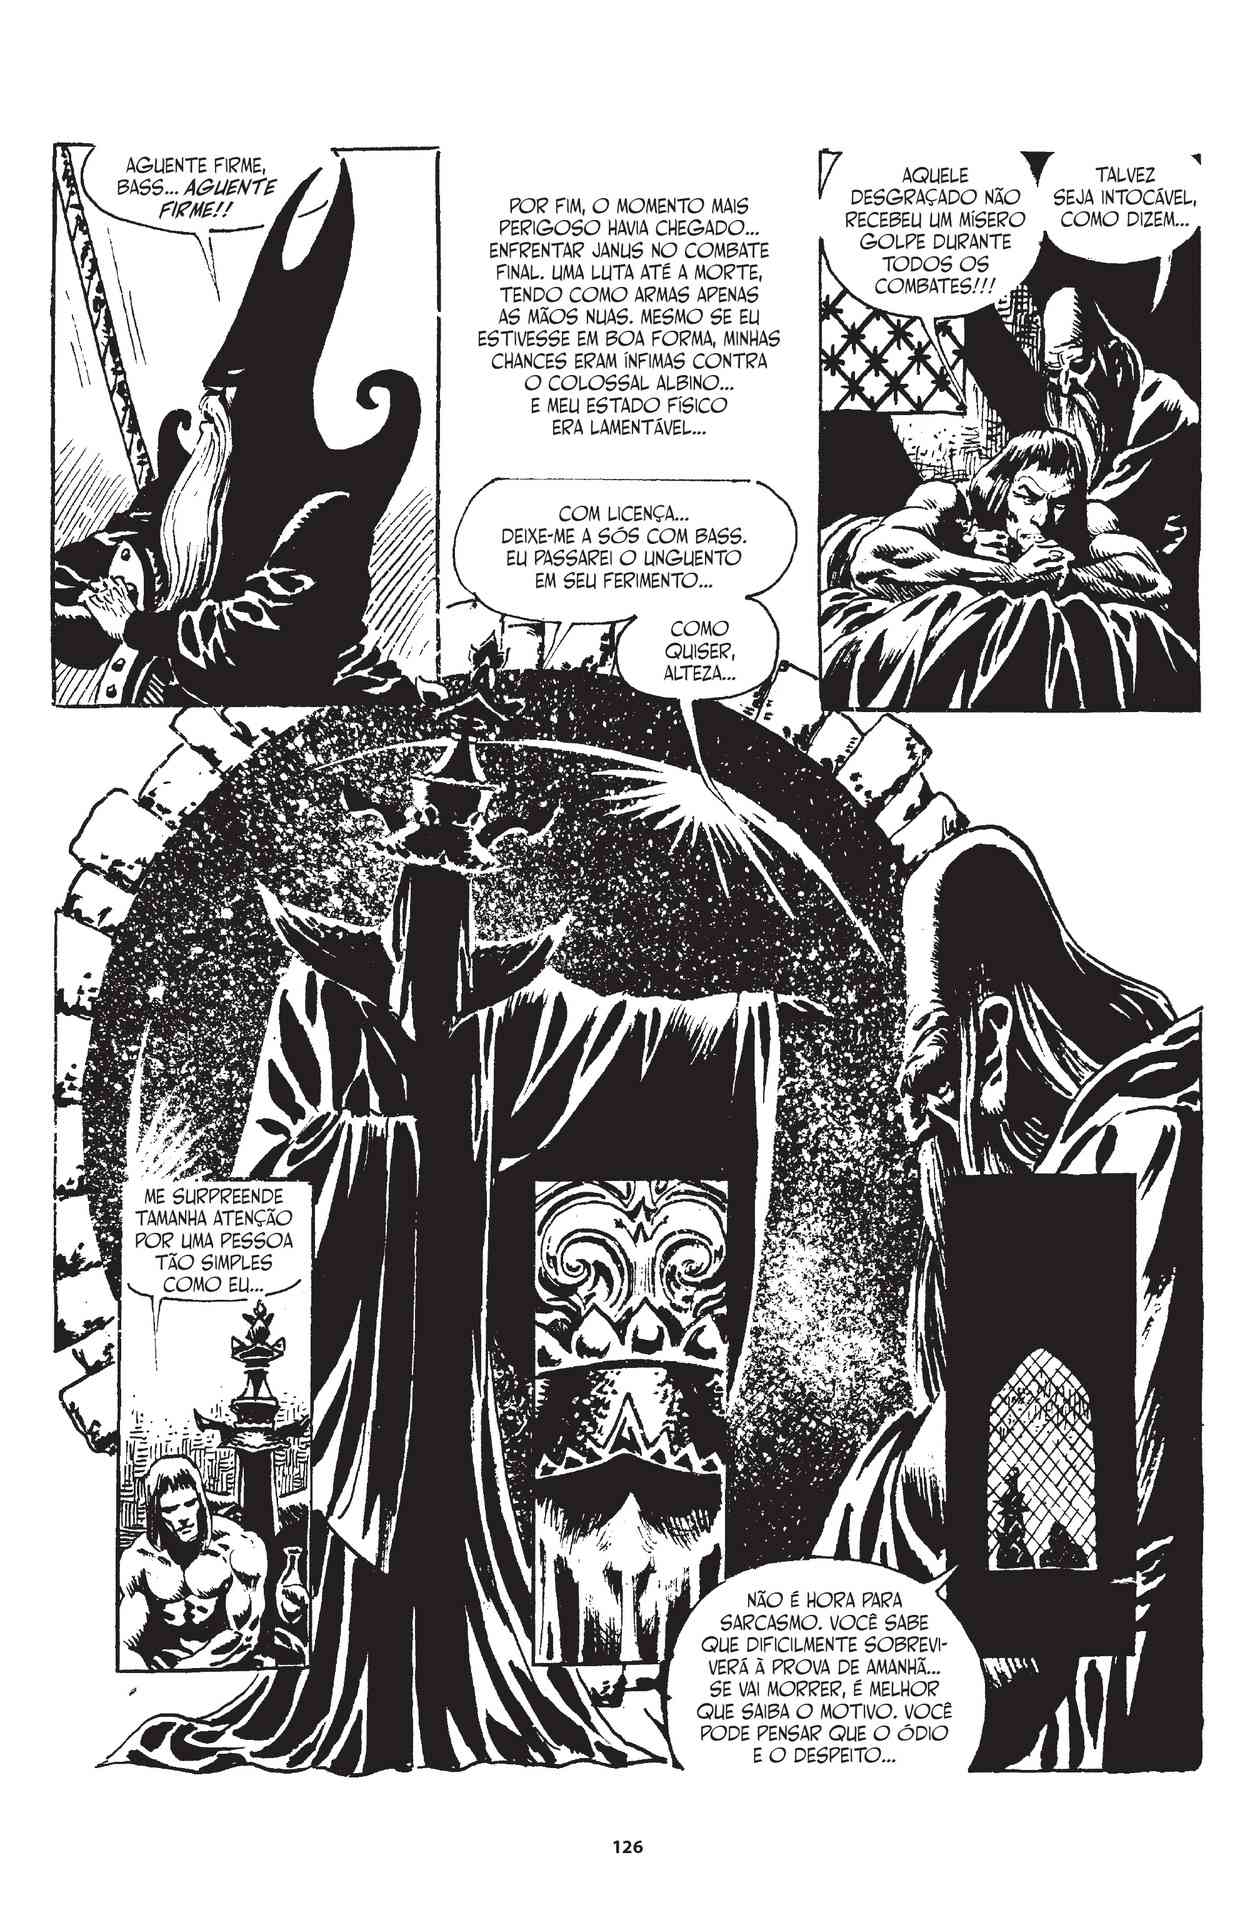 AGUENTE FIRME,
BASS... AGUENTE
FIRME!!
POR FIM, O MOMENTO MAIS
PERIGOSO HAVIA CHEGADO...
ENFRENTAR JANUS NO COMBATE
FINAL. UMA LUTA ATÉ A MORTE,
TENDO COMO ARMAS APENAS
AS MÃOS NUAS. MESMO SE EU
ESTIVESSE EM BOA FORMA, MINHAS
CHANCES ERAM ÍNFIMAS CONTRA
O COLOSSAL ALBINO...
E MEU ESTADO FÍSICO
ERA LAMENTÁVEL...
AQUELE
DESGRAÇADO NÃO
RECEBEU UM MÍSERO
GOLPE DURANTE
TODOS OS
COMBATES!!!
TALVEZ
SEJA INTOCÁVEL,
COMO DIZEM...
COM LICENÇA...
DEIXE-ME A SÓS COM BASS.
EU PASSAREI O UNGUENTO
EM SEU FERIMENTO...
COMO
QUISER,
ALTEZA...
ME SURPREENDE
TAMANHA ATENÇÃO
POR UMA PESSOA
TÃO SIMPLES
COMO EU...
NÃO É HORA PARA
SARCASMO. VOCÊ SABE
QUE DIFICILMENTE SOBREVI-
VERÁ À PROVA DE AMANHÃ...
SE VAI MORRER, É MELHOR
QUE SAIBA O MOTIVO. VOCÊ
PODE PENSAR QUE O ÓDIO
E O DESPEITO...
126